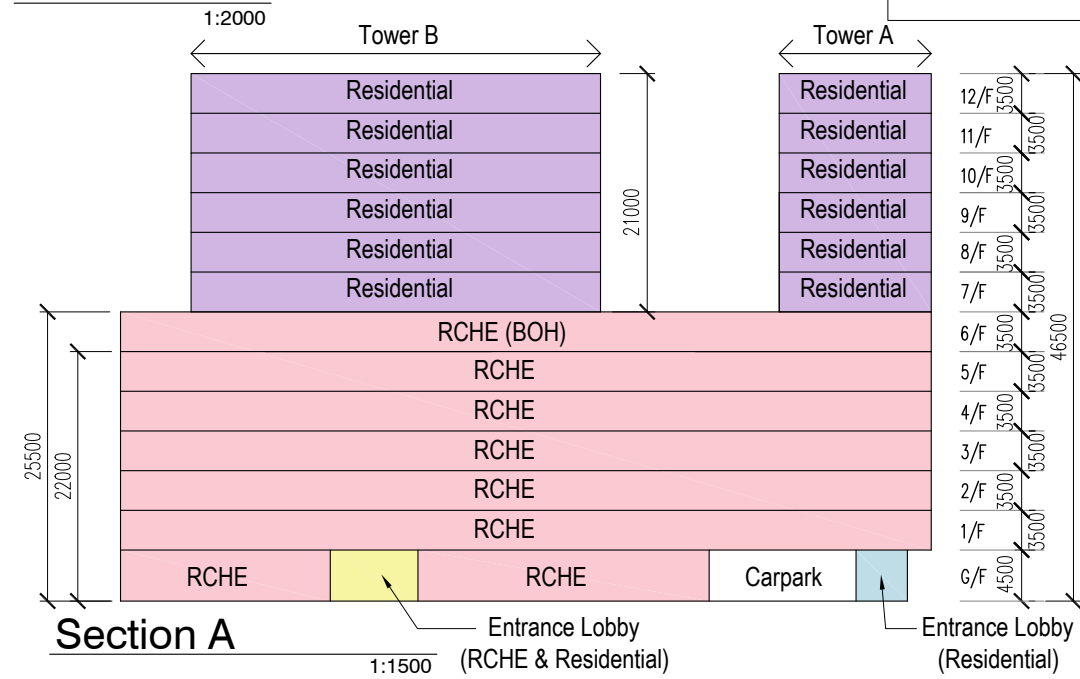 1:2000
Tower B
Tower A
Residential
Residential
12/F
3500
Residential
Residential
11/F
3500
Residential
Residential
10/F
3500
Residential
Residential
9/F
3500
Residential
Residential
8/F
3500
Residential
Residential
7/F
3500
21000
46500
RCHE (BOH)
6/F
3500
RCHE
5/F
3500
RCHE
4/F
3500
RCHE
3/F
3500
RCHE
2/F
3500
RCHE
1/F
3500
25500
22000
RCHE
RCHE
Carpark
G/F
4500
Section A
1:1500
Entrance Lobby
(RCHE & Residential)
Entrance Lobby
(Residential)